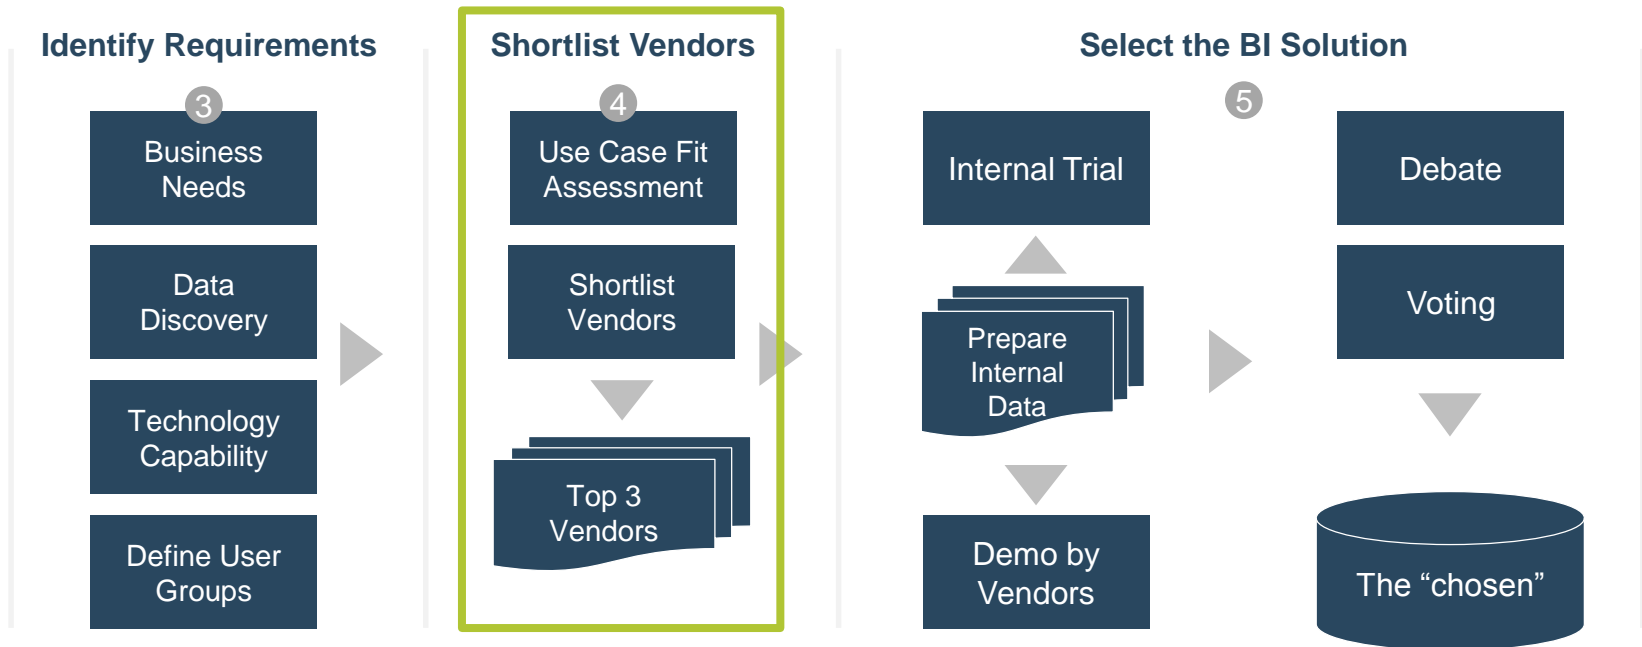 Identify Requirements
3
Business
Needs
Data
Discovery
Technology
Capability
Define User
Groups
Shortlist Vendors
4
Use Case Fit
Assessment
Shortlist
Vendors
Top 3
Vendors
Select the BI Solution
5
Internal Trial
Prepare
Internal
Data
Demo by
Vendors
Debate
Voting
The “chosen”